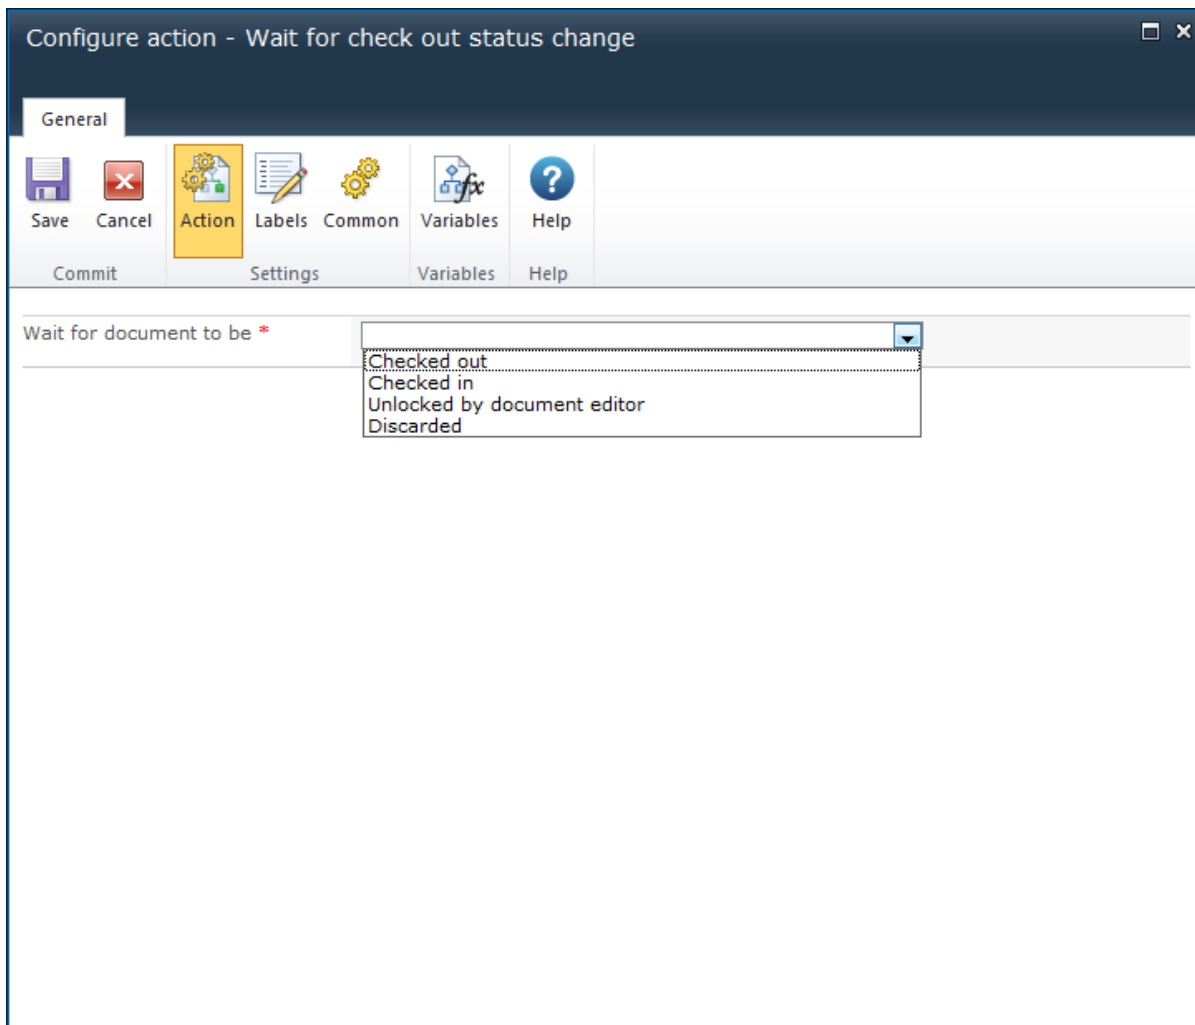 Configure action - Wait for check out status change
General
Save Cancel Action Labels Common Variables Help
Commit Settings Variables Help
Wait for document to be *
Checked out
Checked in
Unlocked by document editor
Discarded